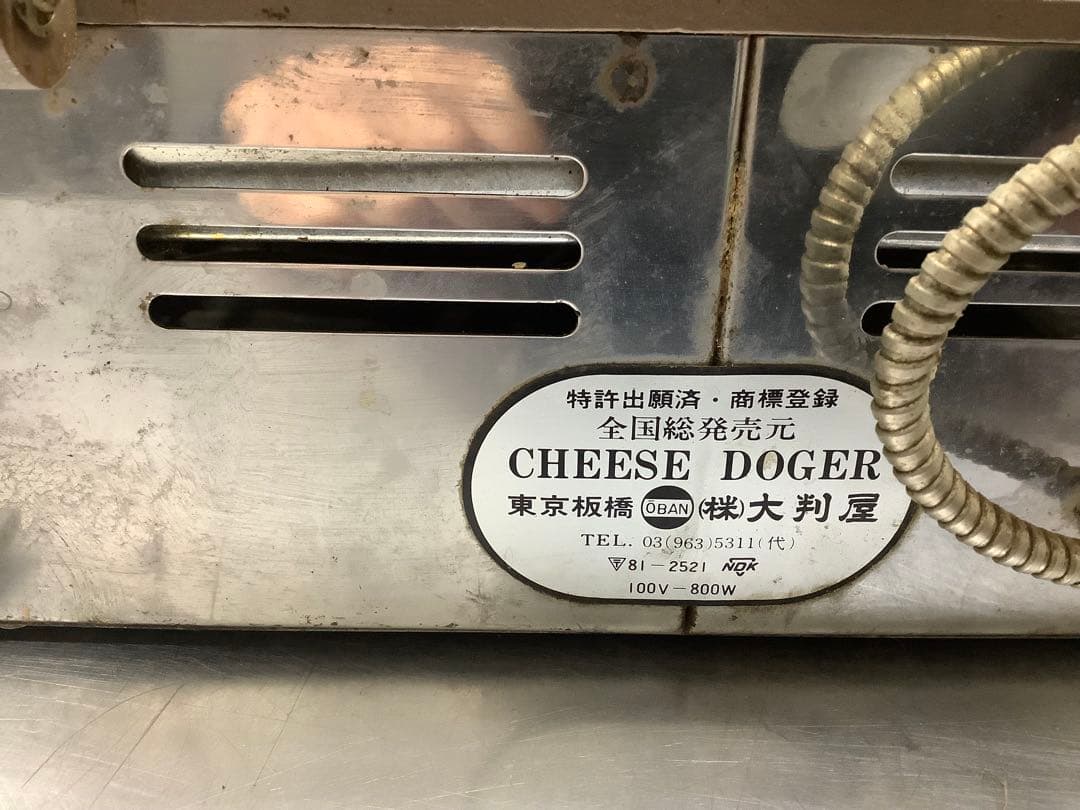 特許出願済・商標登録
全国総発売元
CHEESE DOGER
東京板橋 ŌBAN (株)大判屋
TEL. 03(963)5311(代)
▽〒81-2521 NDK
100V-800W